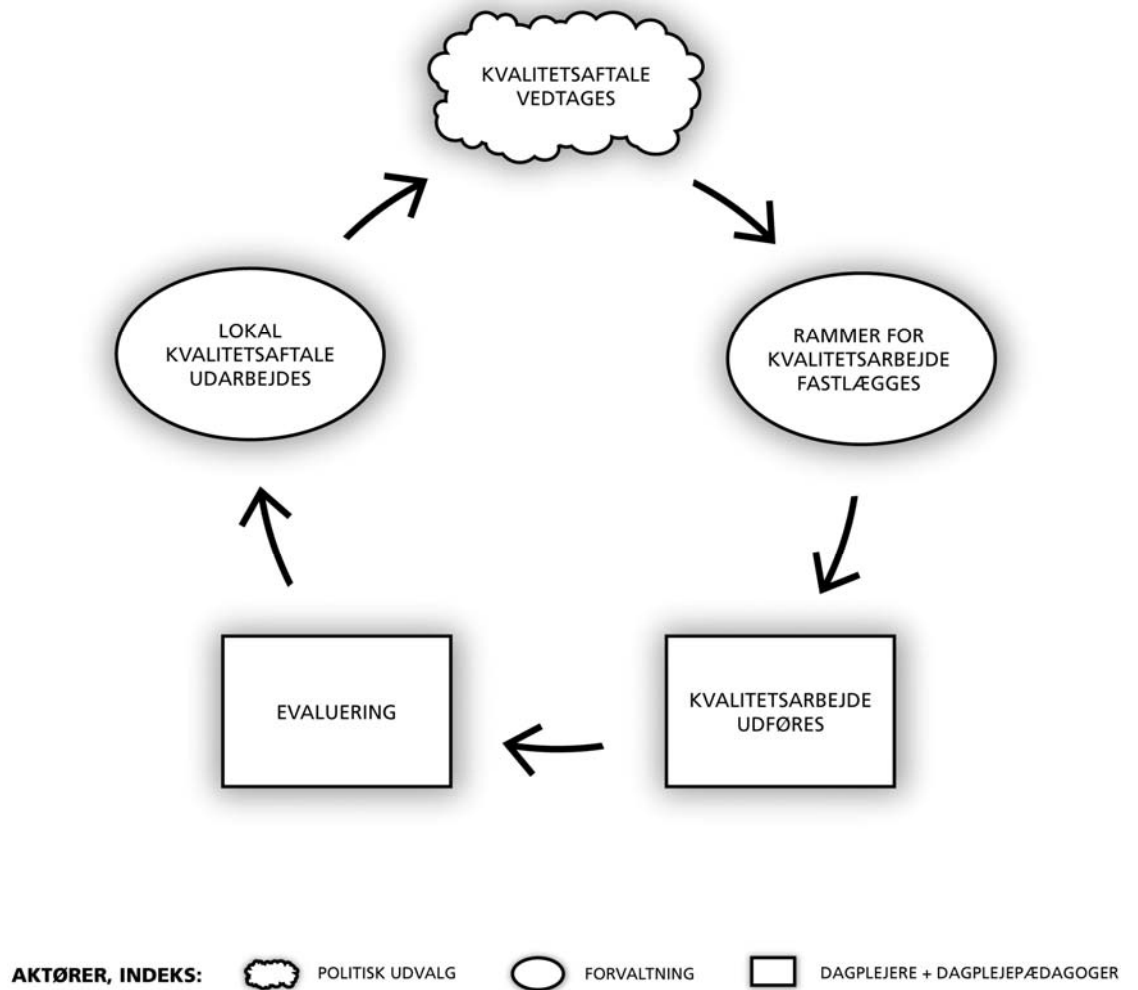 KVALITETSAFTALE
VEDTAGES
LOKAL
KVALITETSAFTALE
UDARBEJDES
RAMMER FOR
KVALITETSARBEJDE
FASTLÆGGES
EVALUERING
KVALITETSARBEJDE
UDFØRES
AKTØRER, INDEKS: POLITISK UDVALG FORVALTNING DAGPLEJERE + DAGPLEJEPÆDAGOGER